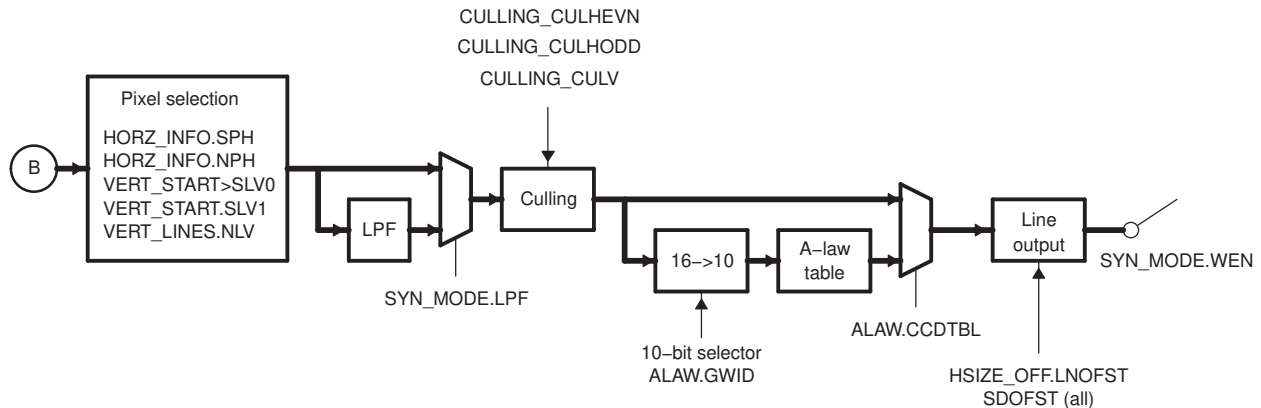 CULLING_CULHEVN
CULLING_CULHODD
CULLING_CULV
Pixel selection
HORZ_INFO.SPH
HORZ_INFO.NPH
VERT_START>SLV0
VERT_START.SLV1
VERT_LINES.NLV
B
LPF
SYN_MODE.LPF
Culling
16->10
A-law
table
10-bit selector
ALAW.GWID
ALAW.CCDTBL
Line
output
SYN_MODE.WEN
HSIZE_OFF.LNOFST
SDOFST (all)